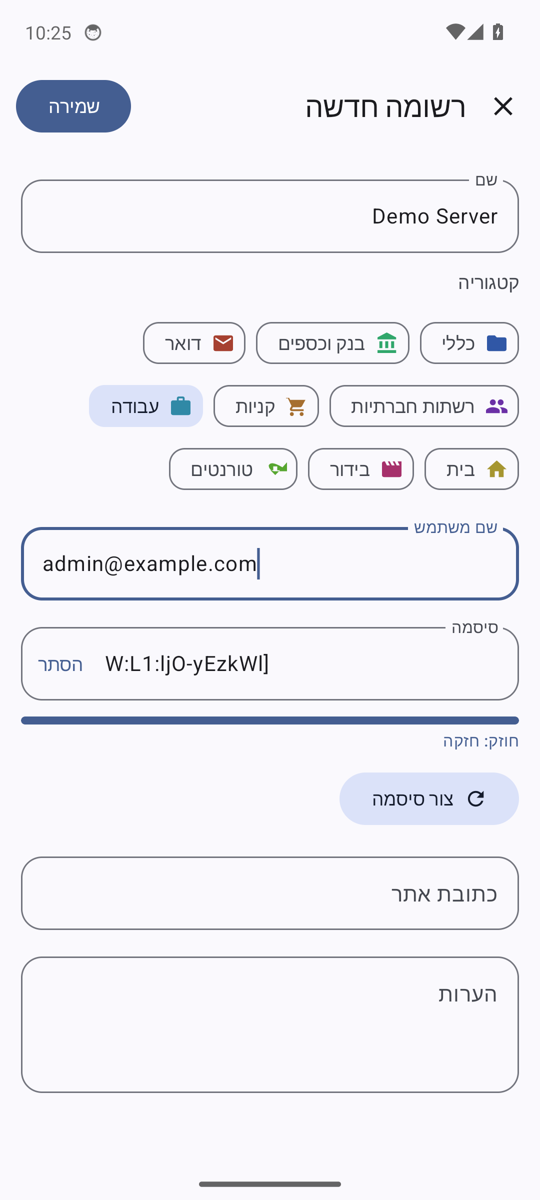 10:25
רשומה חדשה
שמירה
שם
Demo Server
קטגוריה
כללי
בנק וכספים
דואר
רשתות חברתיות
קניות
עבודה
בית
בידור
טורנטים
שם משתמש
admin@example.com
סיסמה
W:L1:ljO-yEzkWl]
הסתר
חוזק: חזקה
צור סיסמה
כתובת אתר
הערות